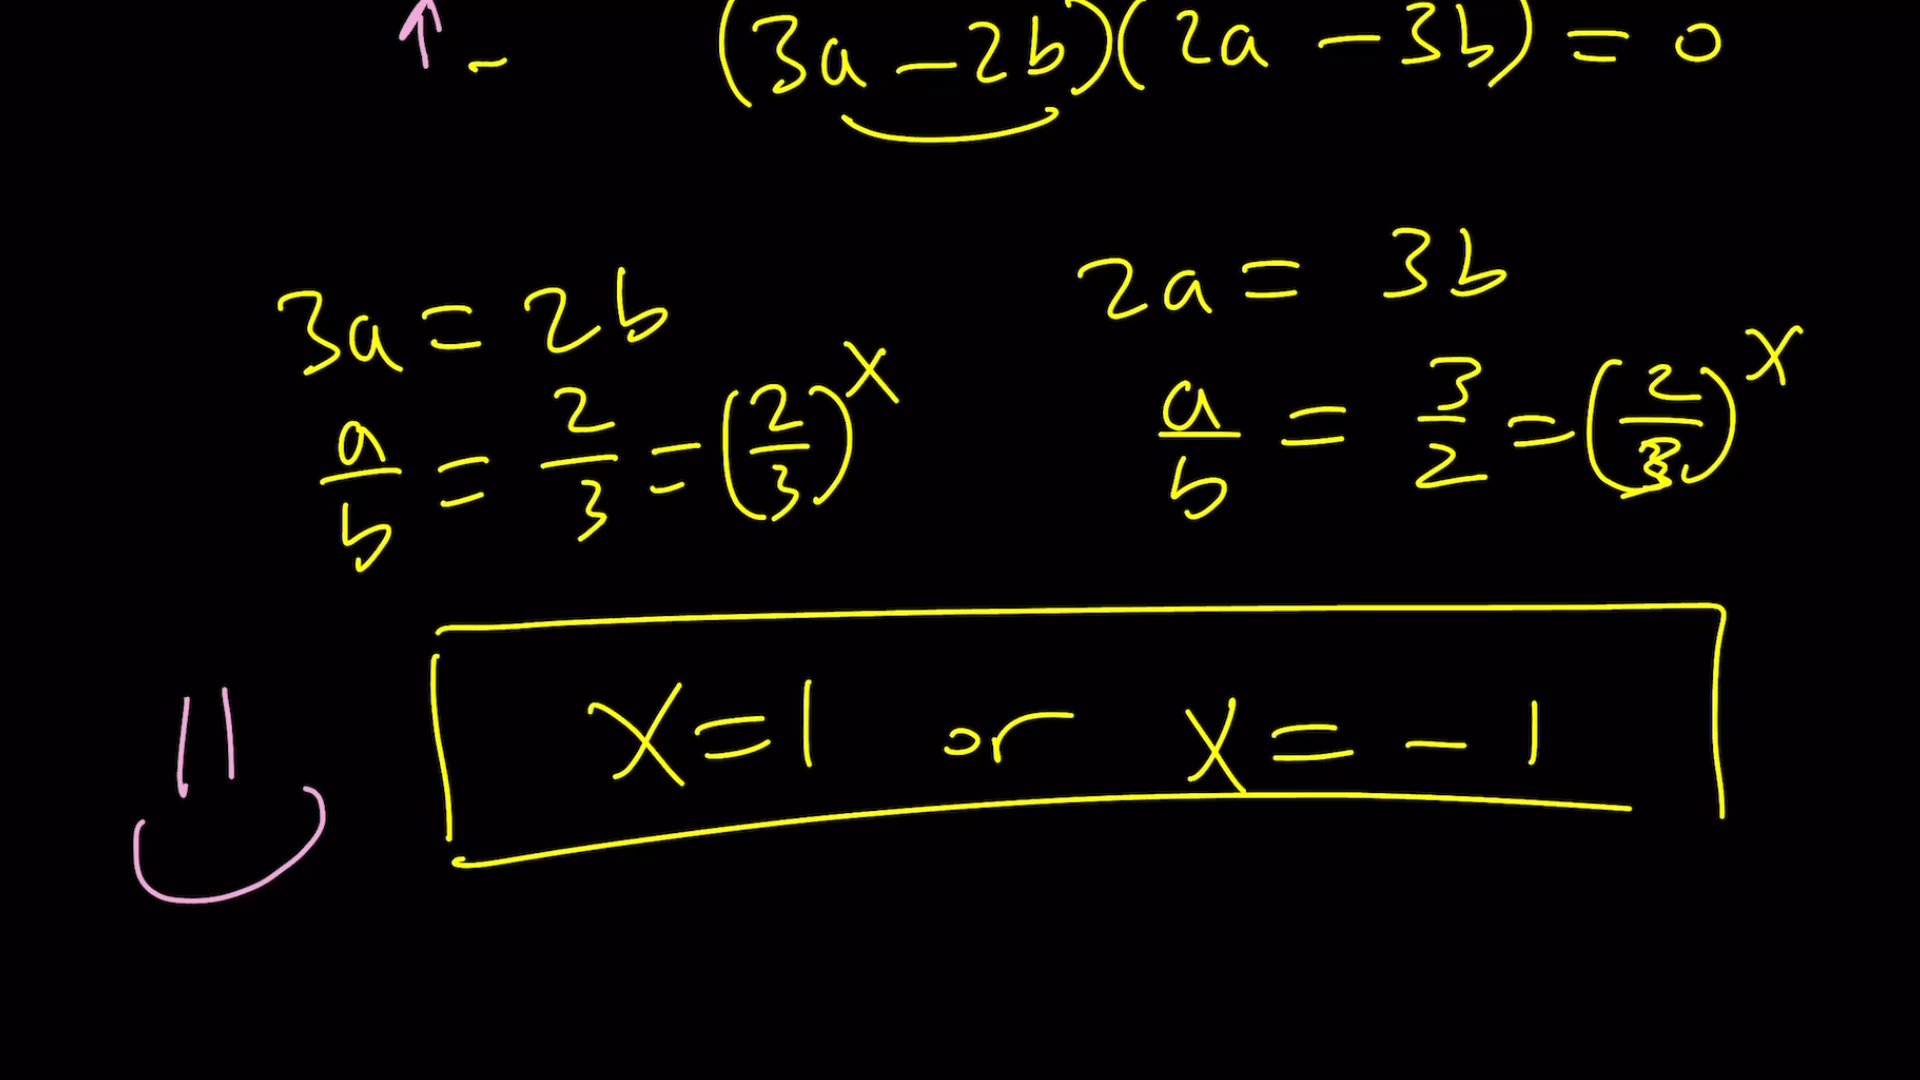 (3a - 2b)(2a - 3b) = 0
3a = 2b
2a = 3b
a/b = 2/3 = (2/3)^x
a/b = 3/2 = (2/3)^x
x = 1 or x = -1